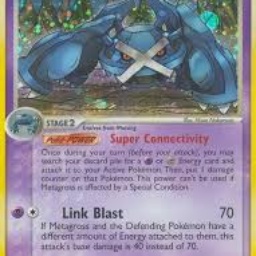 STAGE 2
Evolves from Metang
POKé-POWER Super Connectivity
Once during your turn (before your attack), you may
search your discard pile for a or Energy card and
attach it to your Active Pokémon. Then, put 1 damage
counter on that Pokémon. This power can't be used if
Metagross is affected by a Special Condition.
Link Blast 70
If Metagross and the Defending Pokémon have a
different amount of Energy attached to them, this
attack's base damage is 40 instead of 70.